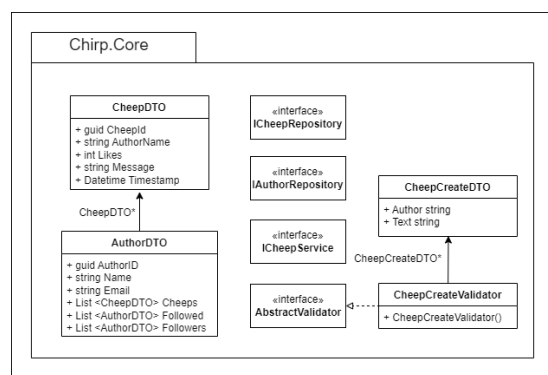 Chirp.Core
CheepDTO
+ guid CheepId
+ string AuthorName
+ int Likes
+ string Message
+ Datetime Timestamp
CheepDTO*
AuthorDTO
+ guid AuthorID
+ string Name
+ string Email
+ List <CheepDTO> Cheeps
+ List <AuthorDTO> Followed
+ List <AuthorDTO> Followers
«interface»
ICheepRepository
«interface»
IAuthorRepository
«interface»
ICheepService
«interface»
AbstractValidator
CheepCreateDTO
+ Author string
+ Text string
CheepCreateDTO*
CheepCreateValidator
+ CheepCreateValidator()